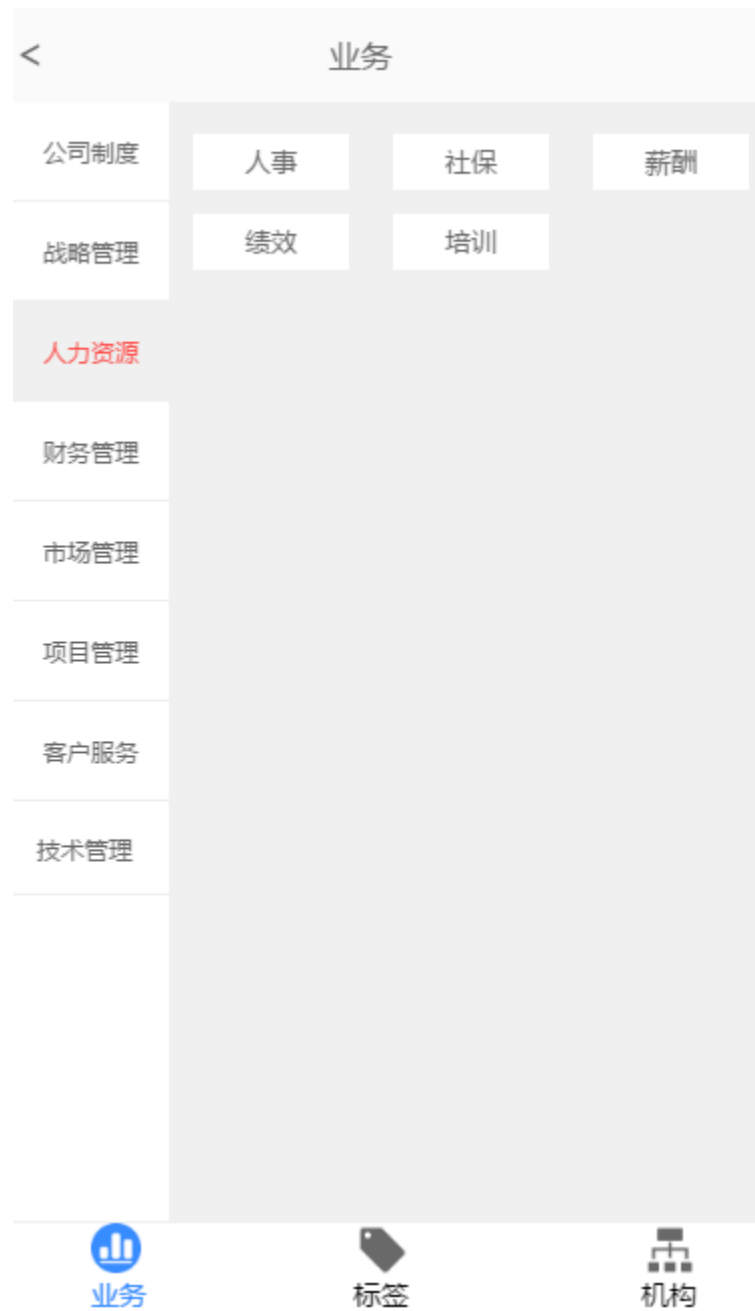 < 业务
公司制度
战略管理
人力资源
财务管理
市场管理
项目管理
客户服务
技术管理
人事 社保 薪酬
绩效 培训
业务 标签 机构